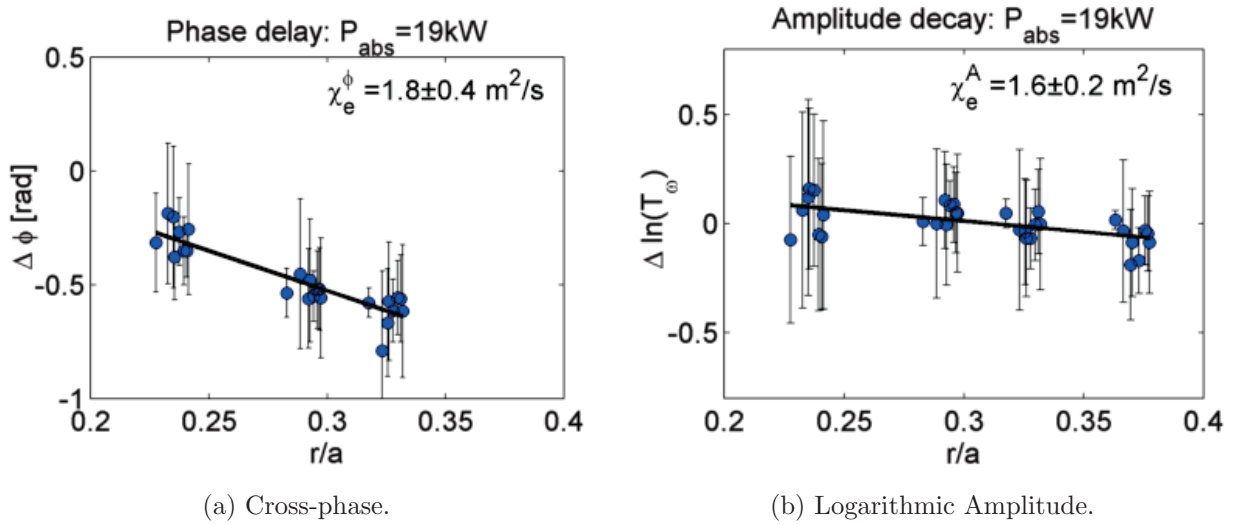 Phase delay: P_abs=19kW
χ_e^ϕ=1.8±0.4 m²/s
0.5
0
-0.5
-1
Δ ϕ [rad]
0.2 0.25 0.3 0.35 0.4
r/a
(a) Cross-phase.
Amplitude decay: P_abs=19kW
χ_e^A=1.6±0.2 m²/s
0.5
0
-0.5
Δ ln(T_ω)
0.2 0.25 0.3 0.35 0.4
r/a
(b) Logarithmic Amplitude.